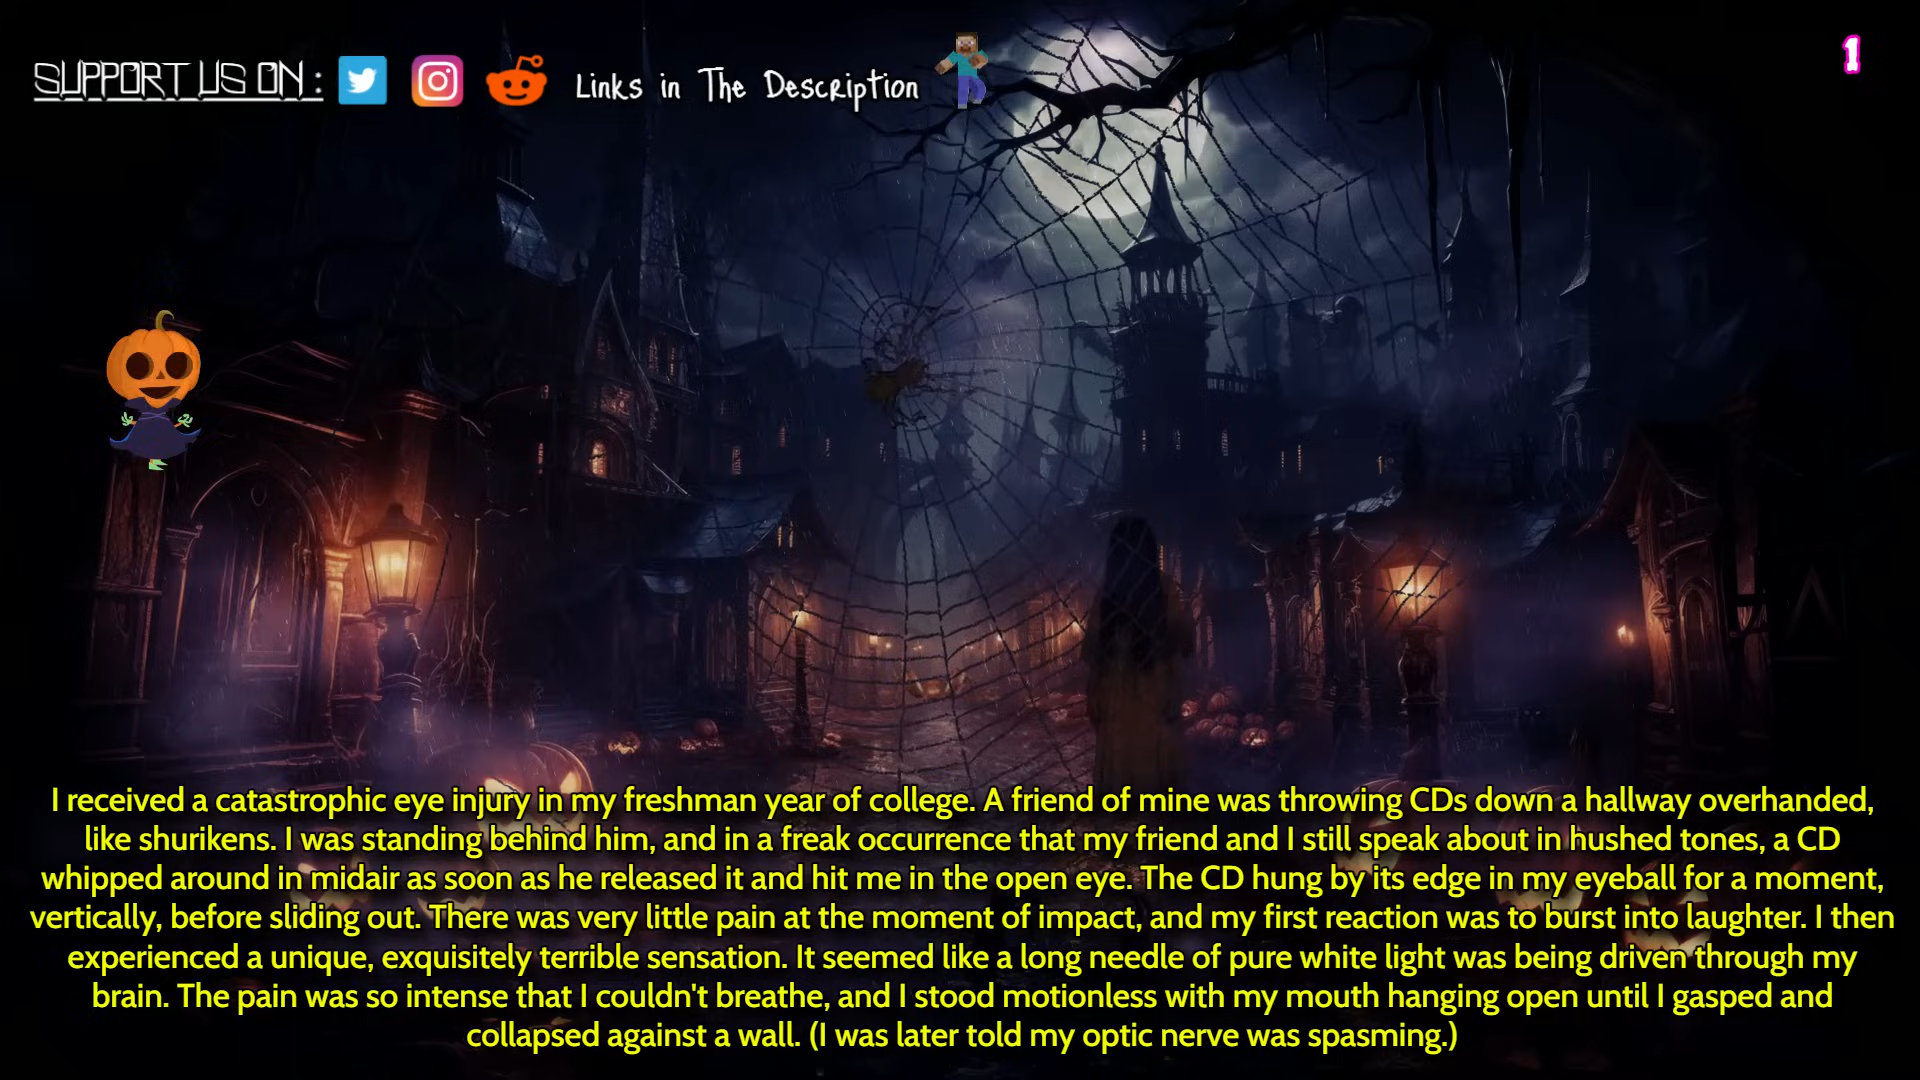 SUPPORT US ON : Links in The Description
1
I received a catastrophic eye injury in my freshman year of college. A friend of mine was throwing CDs down a hallway overhanded,
like shurikens. I was standing behind him, and in a freak occurrence that my friend and I still speak about in hushed tones, a CD
whipped around in midair as soon as he released it and hit me in the open eye. The CD hung by its edge in my eyeball for a moment,
vertically, before sliding out. There was very little pain at the moment of impact, and my first reaction was to burst into laughter. I then
experienced a unique, exquisitely terrible sensation. It seemed like a long needle of pure white light was being driven through my
brain. The pain was so intense that I couldn't breathe, and I stood motionless with my mouth hanging open until I gasped and
collapsed against a wall. (I was later told my optic nerve was spasming.)